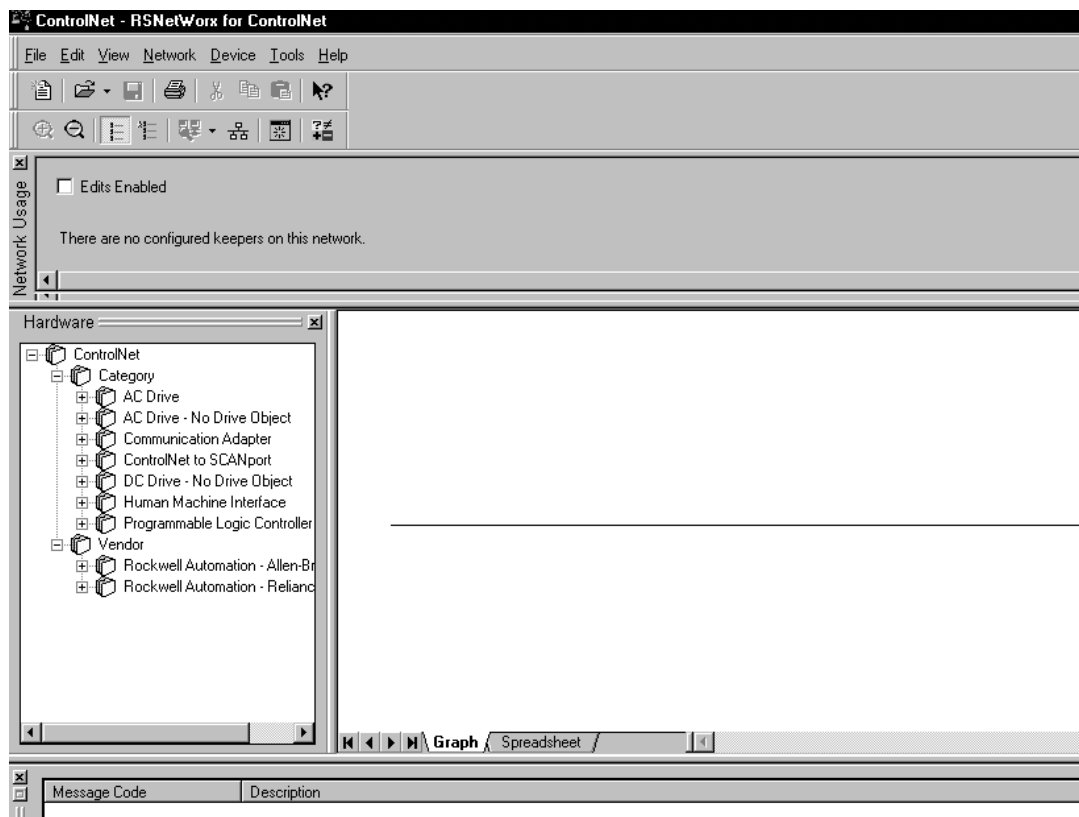 ControlNet - RSNetWorx for ControlNet
File Edit View Network Device Tools Help
Network Usage
Edits Enabled
There are no configured keepers on this network.
Hardware
ControlNet
Category
AC Drive
AC Drive - No Drive Object
Communication Adapter
ControlNet to SCANport
DC Drive - No Drive Object
Human Machine Interface
Programmable Logic Controller
Vendor
Rockwell Automation - Allen-Br
Rockwell Automation - Relianc
Graph Spreadsheet
Message Code Description